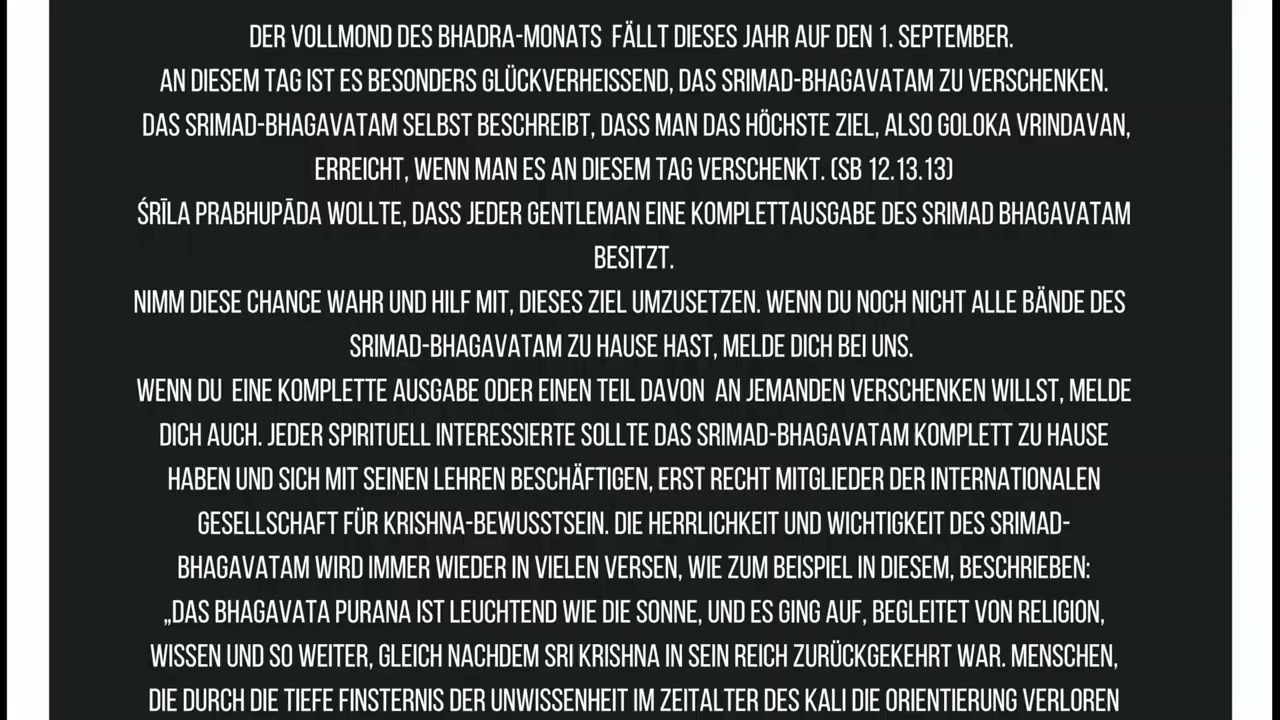 DER VOLLMOND DES BHADRA-MONATS FÄLLT DIESES JAHR AUF DEN 1. SEPTEMBER.
AN DIESEM TAG IST ES BESONDERS GLÜCKVERHEISSEND, DAS SRIMAD-BHAGAVATAM ZU VERSCHENKEN.
DAS SRIMAD-BHAGAVATAM SELBST BESCHREIBT, DASS MAN DAS HÖCHSTE ZIEL, ALSO GOLOKA VRINDAVAN,
ERREICHT, WENN MAN ES AN DIESEM TAG VERSCHENKT. (SB 12.13.13)
ŚRĪLA PRABHUPĀDA WOLLTE, DASS JEDER GENTLEMAN EINE KOMPLETTAUSGABE DES SRIMAD BHAGAVATAM
BESITZT.
NIMM DIESE CHANCE WAHR UND HILF MIT, DIESES ZIEL UMZUSETZEN. WENN DU NOCH NICHT ALLE BÄNDE DES
SRIMAD-BHAGAVATAM ZU HAUSE HAST, MELDE DICH BEI UNS.
WENN DU EINE KOMPLETTE AUSGABE ODER EINEN TEIL DAVON AN JEMANDEN VERSCHENKEN WILLST, MELDE
DICH AUCH. JEDER SPIRITUELL INTERESSIERTE SOLLTE DAS SRIMAD-BHAGAVATAM KOMPLETT ZU HAUSE
HABEN UND SICH MIT SEINEN LEHREN BESCHÄFTIGEN, ERST RECHT MITGLIEDER DER INTERNATIONALEN
GESELLSCHAFT FÜR KRISHNA-BEWUSSTSEIN. DIE HERRLICHKEIT UND WICHTIGKEIT DES SRIMAD-
BHAGAVATAM WIRD IMMER WIEDER IN VIELEN VERSEN, WIE ZUM BEISPIEL IN DIESEM, BESCHRIEBEN:
„DAS BHAGAVATA PURANA IST LEUCHTEND WIE DIE SONNE, UND ES GING AUF, BEGLEITET VON RELIGION,
WISSEN UND SO WEITER, GLEICH NACHDEM SRI KRISHNA IN SEIN REICH ZURÜCKGEKEHRT WAR. MENSCHEN,
DIE DURCH DIE TIEFE FINSTERNIS DER UNWISSENHEIT IM ZEITALTER DES KALI DIE ORIENTIERUNG VERLOREN